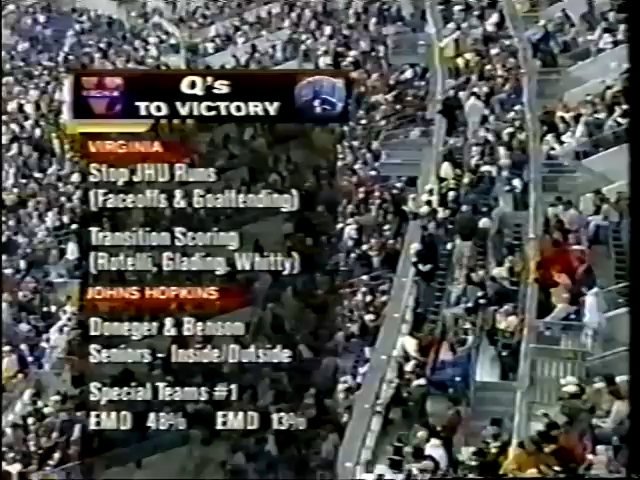 Q's
TO VICTORY
VIRGINIA
Stop JHU Runs
(Faceoffs & Goaltending)
Transition Scoring
(Rotelli, Glading, Whitty)
JOHNS HOPKINS
Doneger & Benson
Seniors - Inside/Outside
Special Teams #1
EMO 48% EMD 13%